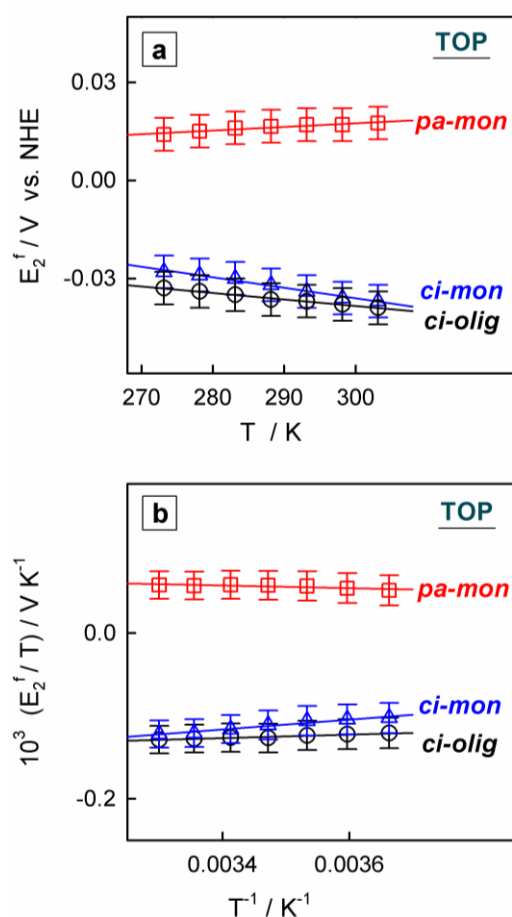 a
TOP
0.03
0.00
-0.03
E₂ᶠ / V vs. NHE
pa-mon
ci-mon
ci-olig
270 280 290 300
T / K
b
TOP
0.0
-0.2
10³ (E₂ᶠ / T) / V K⁻¹
pa-mon
ci-mon
ci-olig
0.0034 0.0036
T⁻¹ / K⁻¹